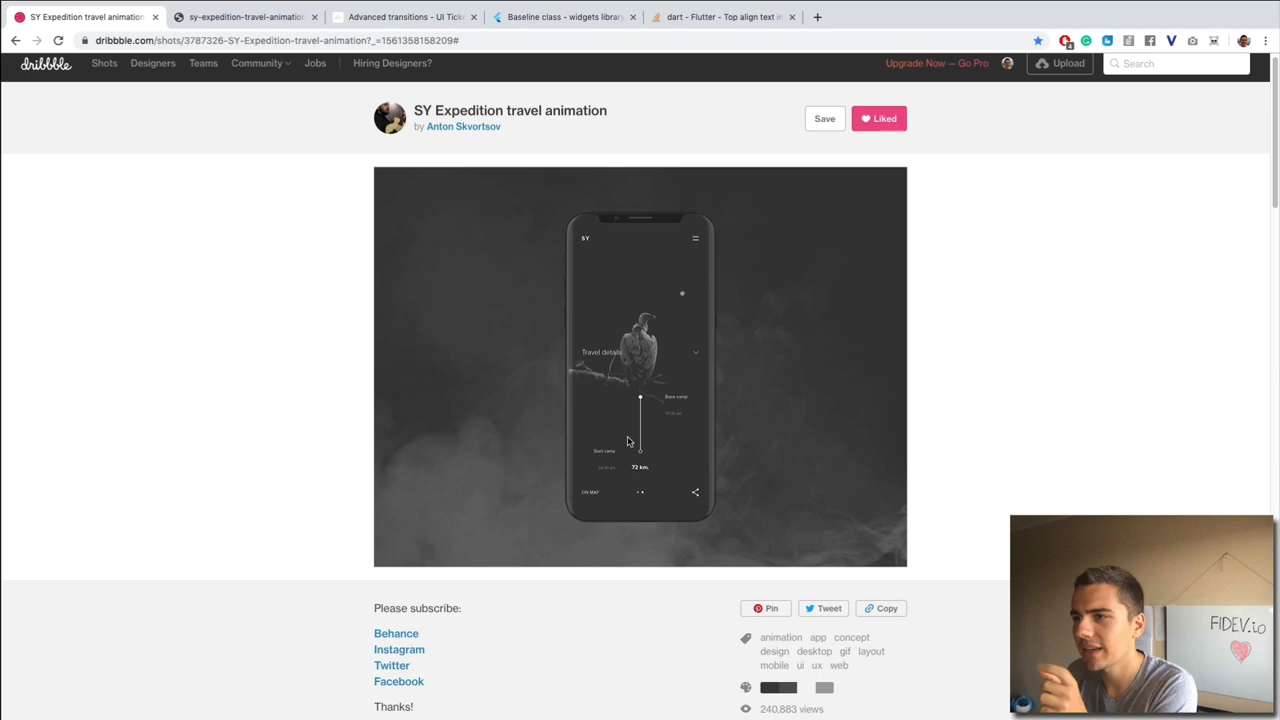 SY Expedition travel animation
sy-expedition-travel-animation
Advanced transitions - UI Tick
Baseline class - widgets library
dart - Flutter - Top align text in
dribbble.com/shots/3787326-SY-Expedition-travel-animation?_=1561358158209#
4
dribbble
Shots
Designers
Teams
Community
Jobs
Hiring Designers?
Upgrade Now — Go Pro
Upload
Search
SY Expedition travel animation
by Anton Skvortsov
Save
Liked
SY
Travel details
Base camp
Start camp
72 km.
ON MAP
Please subscribe:
Behance
Instagram
Twitter
Facebook
Thanks!
Pin
Tweet
Copy
animation app concept
design desktop gif layout
mobile ui ux web
240,883 views
FIDEV.io